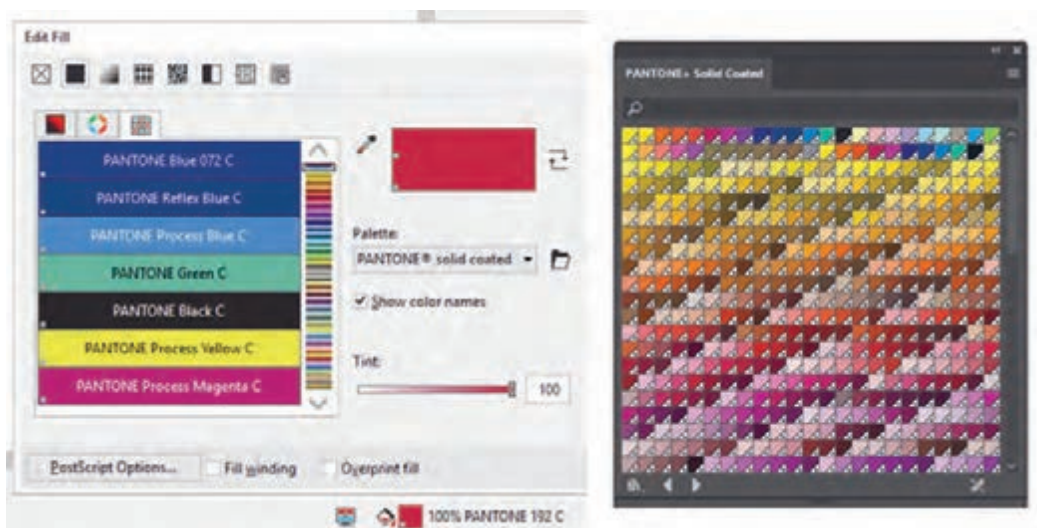 Edit Fill
PANTONE Blue 072 C
PANTONE Reflex Blue C
PANTONE Process Blue C
PANTONE Green C
PANTONE Black C
PANTONE Process Yellow C
PANTONE Process Magenta C
Palette:
PANTONE® solid coated
Show color names
Tint:
100
PostScript Options...
Fill winding
Overprint fill
100% PANTONE 192 C
PANTONE+ Solid Coated